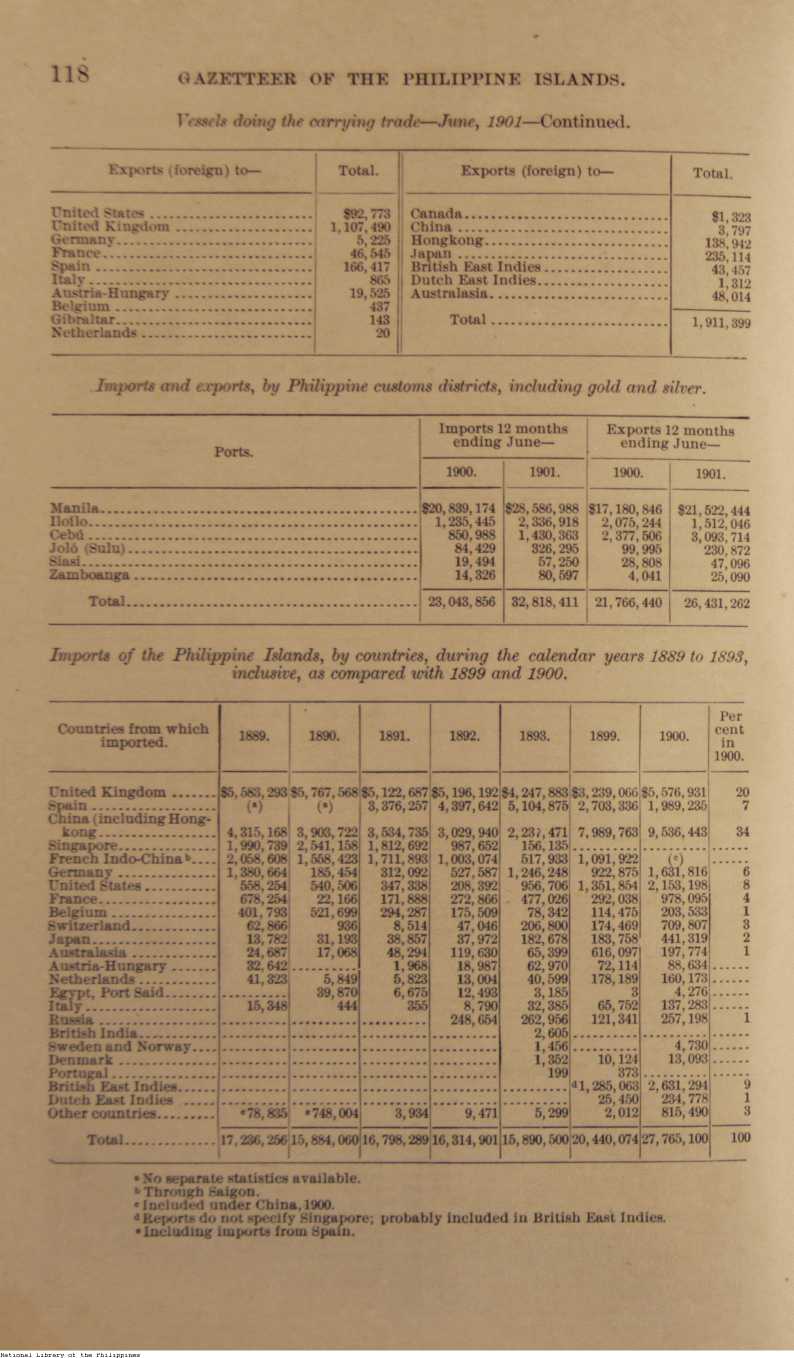 118 GAZETTEER OF THE PHILIPPINE ISLANDS.
Vessels doing the carrying trade—June, 1901—Continued.
Exports (foreign) to— Total. Exports (foreign) to— Total.
United States $92,773 Canada $1,323
United Kingdom 1,107,490 China 3,797
Germany 5,225 Hongkong 138,942
France 46,545 Japan 235,114
Spain 166,417 British East Indies 43,457
Italy 865 Dutch East Indies 1,312
Austria-Hungary 19,525 Australasia 48,014
Belgium 437
Gibraltar 143 Total 1,911,399
Netherlands 20
Imports and exports, by Philippine customs districts, including gold and silver.
Ports. Imports 12 months ending June— Exports 12 months ending June—
1900. 1901. 1900. 1901.
Manila $20,839,174 $28,586,988 $17,180,846 $21,522,444
Iloílo 1,235,445 2,336,918 2,075,244 1,512,046
Cebú 850,988 1,430,363 2,377,506 3,093,714
Joló (Sulu) 84,429 326,295 99,995 230,872
Siasi 19,494 57,250 28,808 47,096
Zamboanga 14,326 80,597 4,041 25,090
Total 23,043,856 32,818,411 21,766,440 26,431,262
Imports of the Philippine Islands, by countries, during the calendar years 1889 to 1893,
inclusive, as compared with 1899 and 1900.
Countries from which imported. 1889. 1890. 1891. 1892. 1893. 1899. 1900. Per cent in 1900.
United Kingdom $5,583,293 $5,767,568 $5,122,687 $5,196,192 $4,247,883 $3,239,066 $5,576,931 20
Spain (a) (a) 3,376,257 4,397,642 5,104,875 2,703,336 1,989,235 7
China (including Hong-
kong 4,315,168 3,903,722 3,534,735 3,029,940 2,237,471 7,989,763 9,536,443 34
Singapore 1,990,739 2,541,158 1,812,692 987,652 156,135
French Indo-China b 2,058,608 1,558,423 1,711,893 1,003,074 517,933 1,091,922 (c)
Germany 1,380,664 185,454 312,092 527,587 1,246,248 922,875 1,631,816 6
United States 558,254 540,506 347,338 208,392 956,706 1,351,854 2,153,198 8
France 678,254 22,166 171,888 272,866 477,026 292,038 978,095 4
Belgium 401,793 521,699 294,287 175,509 78,342 114,475 203,533 1
Switzerland 62,866 936 8,514 47,046 206,800 174,469 709,807 3
Japan 13,782 31,193 38,857 37,972 182,678 183,758 441,319 2
Australasia 24,687 17,068 48,294 119,630 65,399 616,097 197,774 1
Austria-Hungary 32,642 1,968 18,987 62,970 72,114 88,634
Netherlands 41,323 5,849 5,823 13,004 40,599 178,189 160,173
Egypt, Port Said 39,870 6,675 12,493 3,185 3 4,276
Italy 15,348 444 355 8,790 32,385 65,752 137,283
Russia 248,654 262,956 121,341 257,198 1
British India 2,605
Sweden and Norway 1,456 4,730
Denmark 1,352 10,124 13,093
Portugal 199 373
British East Indies d1,285,063 2,631,294 9
Dutch East Indies 25,450 234,778 1
Other countries e78,835 e748,004 3,934 9,471 5,299 2,012 815,490 3
Total 17,236,256 15,884,060 16,798,289 16,314,901 15,890,500 20,440,074 27,765,100 100
a No separate statistics available.
b Through Saigon.
c Included under China, 1900.
d Reports do not specify Singapore; probably included in British East Indies.
e Including imports from Spain.
National Library of the Philippines